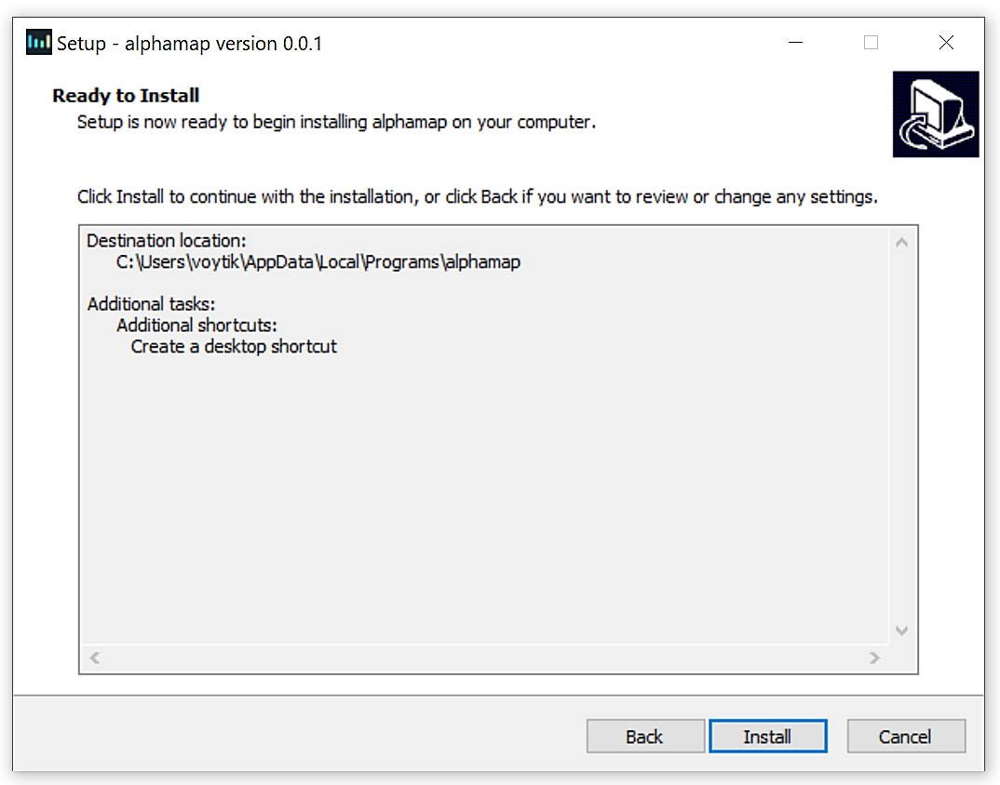 Setup - alphamap version 0.0.1
Ready to Install
Setup is now ready to begin installing alphamap on your computer.
Click Install to continue with the installation, or click Back if you want to review or change any settings.
Destination location:
C:\Users\voytik\AppData\Local\Programs\alphamap
Additional tasks:
Additional shortcuts:
Create a desktop shortcut
Back Install Cancel